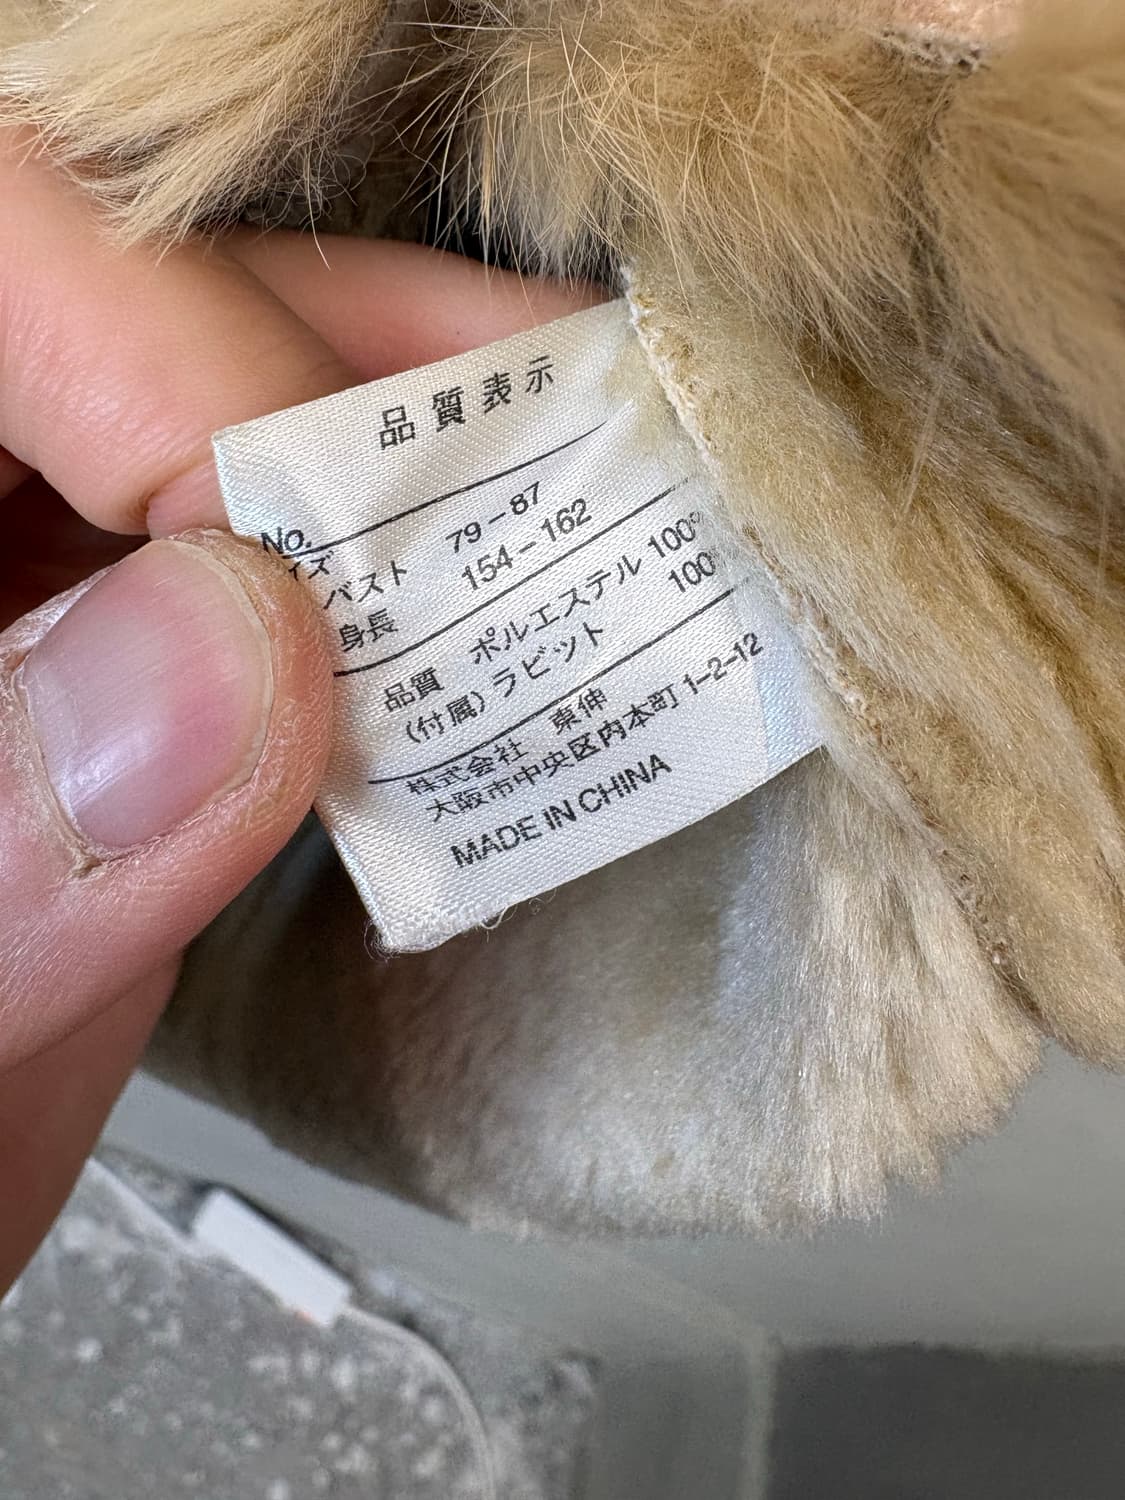 品質表示
No.
イズ
バスト 79-87
身長 154-162
品質 ポルエステル 100%
(付属) ラビット 100%
株式会社 東伸
大阪市中央区内本町 1-2-12
MADE IN CHINA